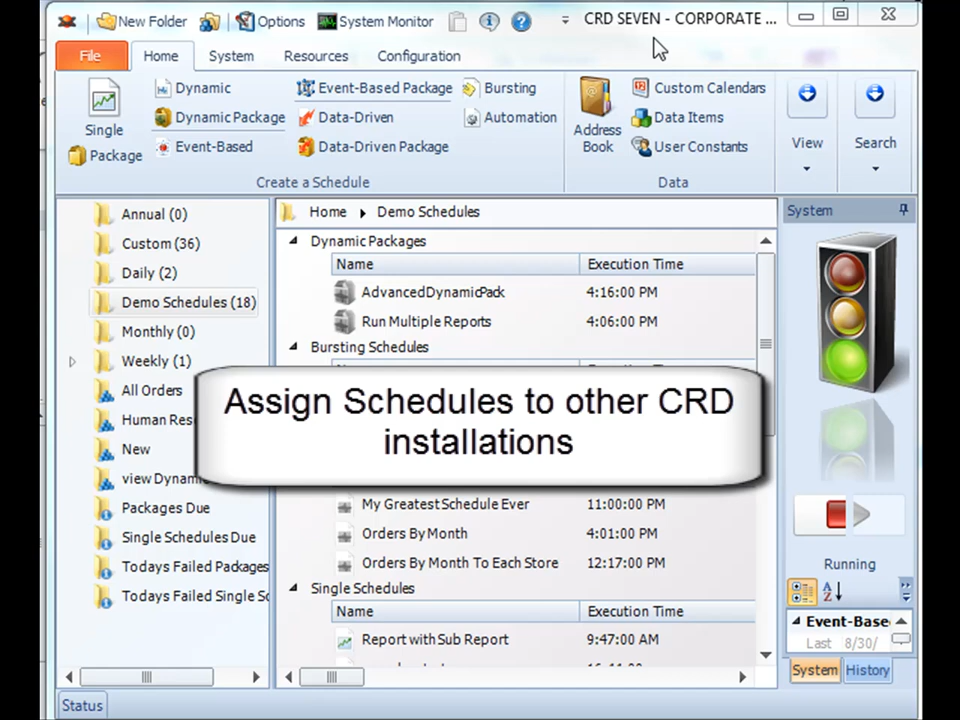 New Folder Options System Monitor CRD SEVEN - CORPORATE ...
File Home System Resources Configuration
Single
Package
Dynamic
Dynamic Package
Event-Based
Event-Based Package
Data-Driven
Data-Driven Package
Bursting
Automation
Create a Schedule
Address
Book
Custom Calendars
Data Items
User Constants
Data
View
Search
Annual (0)
Custom (36)
Daily (2)
Demo Schedules (18)
Monthly (0)
Weekly (1)
All Orders
Human Res
New
view Dynami
Packages Due
Single Schedules Due
Todays Failed Packages
Todays Failed Single Sc
Home Demo Schedules
Dynamic Packages
Name Execution Time
AdvancedDynamicPack 4:16:00 PM
Run Multiple Reports 4:06:00 PM
Bursting Schedules
Assign Schedules to other CRD
installations
My Greatest Schedule Ever 11:00:00 PM
Orders By Month 4:01:00 PM
Orders By Month To Each Store 12:17:00 PM
Single Schedules
Name Execution Time
Report with Sub Report 9:47:00 AM
System
Running
Event-Base
Last 8/30/
System History
Status